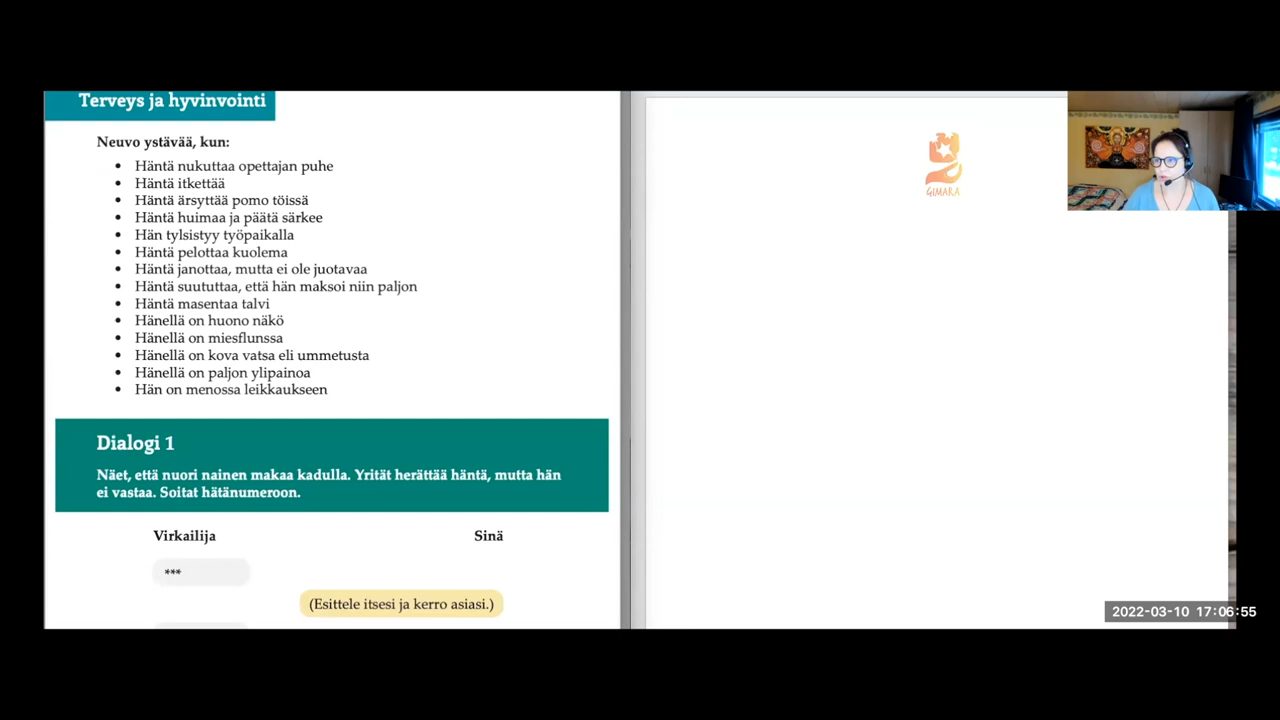 Terveys ja hyvinvointi
Neuvo ystävää, kun:
• Häntä nukuttaa opettajan puhe
• Häntä itkettää
• Häntä ärsyttää pomo töissä
• Häntä huimaa ja päätä särkee
• Hän tylsistyy työpaikalla
• Häntä pelottaa kuolema
• Häntä janottaa, mutta ei ole juotavaa
• Häntä suututtaa, että hän maksoi niin paljon
• Häntä masentaa talvi
• Hänellä on huono näkö
• Hänellä on miesflunssa
• Hänellä on kova vatsa eli ummetusta
• Hänellä on paljon ylipainoa
• Hän on menossa leikkaukseen
Dialogi 1
Näet, että nuori nainen makaa kadulla. Yrität herättää häntä, mutta hän
ei vastaa. Soitat hätänumeroon.
Virkailija
Sinä
***
(Esittele itsesi ja kerro asiasi.)
GIMARA
2022-03-10 17:06:55